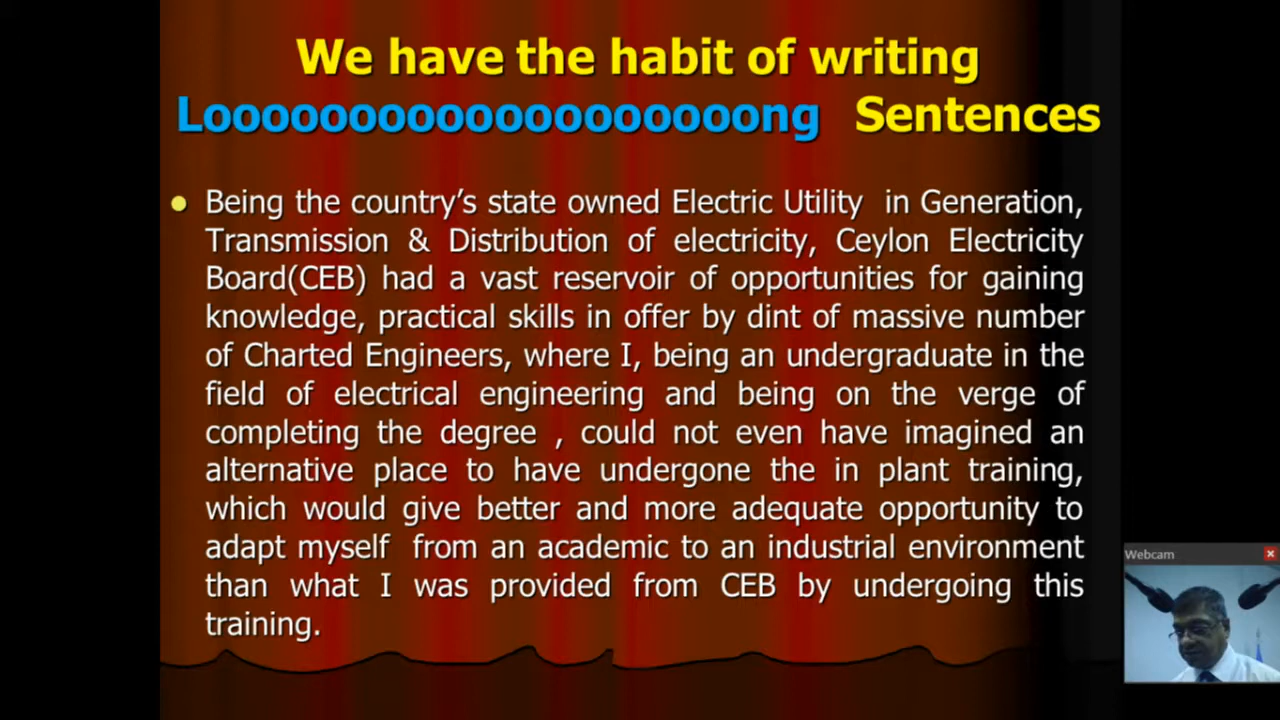 We have the habit of writing
Looooooooooooooooooong Sentences
Being the country’s state owned Electric Utility in Generation,
Transmission & Distribution of electricity, Ceylon Electricity
Board(CEB) had a vast reservoir of opportunities for gaining
knowledge, practical skills in offer by dint of massive number
of Charted Engineers, where I, being an undergraduate in the
field of electrical engineering and being on the verge of
completing the degree , could not even have imagined an
alternative place to have undergone the in plant training,
which would give better and more adequate opportunity to
adapt myself from an academic to an industrial environment
than what I was provided from CEB by undergoing this
training.
Webcam